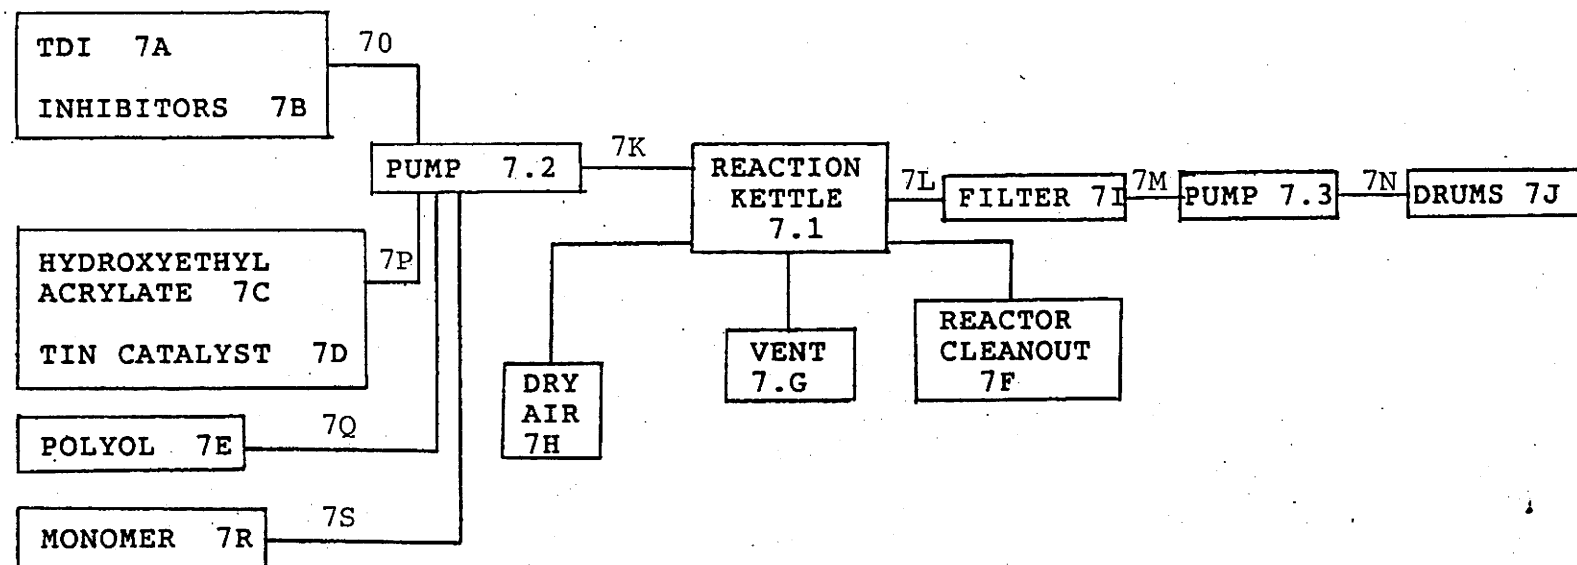 TDI 7A
INHIBITORS 7B
7O
PUMP 7.2
7K
REACTION
KETTLE
7.1
7L
FILTER 7I
7M
PUMP 7.3
7N
DRUMS 7J
HYDROXYETHYL
ACRYLATE 7C
TIN CATALYST 7D
7P
POLYOL 7E
7Q
MONOMER 7R
7S
DRY
AIR
7H
VENT
7.G
REACTOR
CLEANOUT
7F